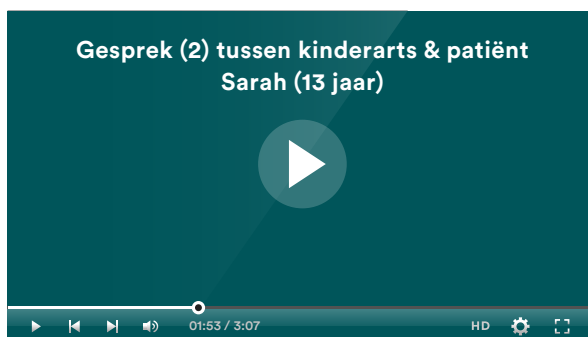 Gesprek (2) tussen kinderarts & patiënt
Sarah (13 jaar)
01:53 / 3:07 HD